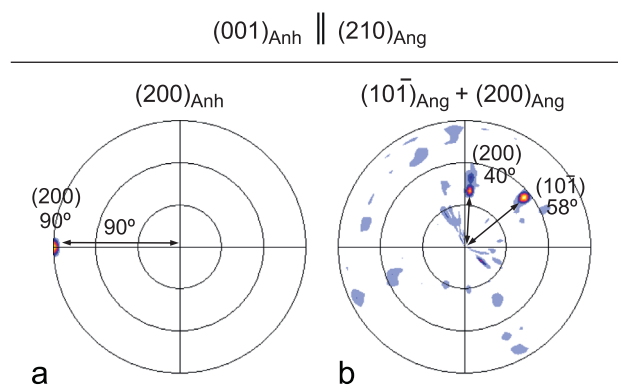 (001)Anh ∥ (210)Ang
(200)Anh
(101̅)Ang + (200)Ang
(200)
90º
90º
(200)
40º
(101̅)
58º
a
b